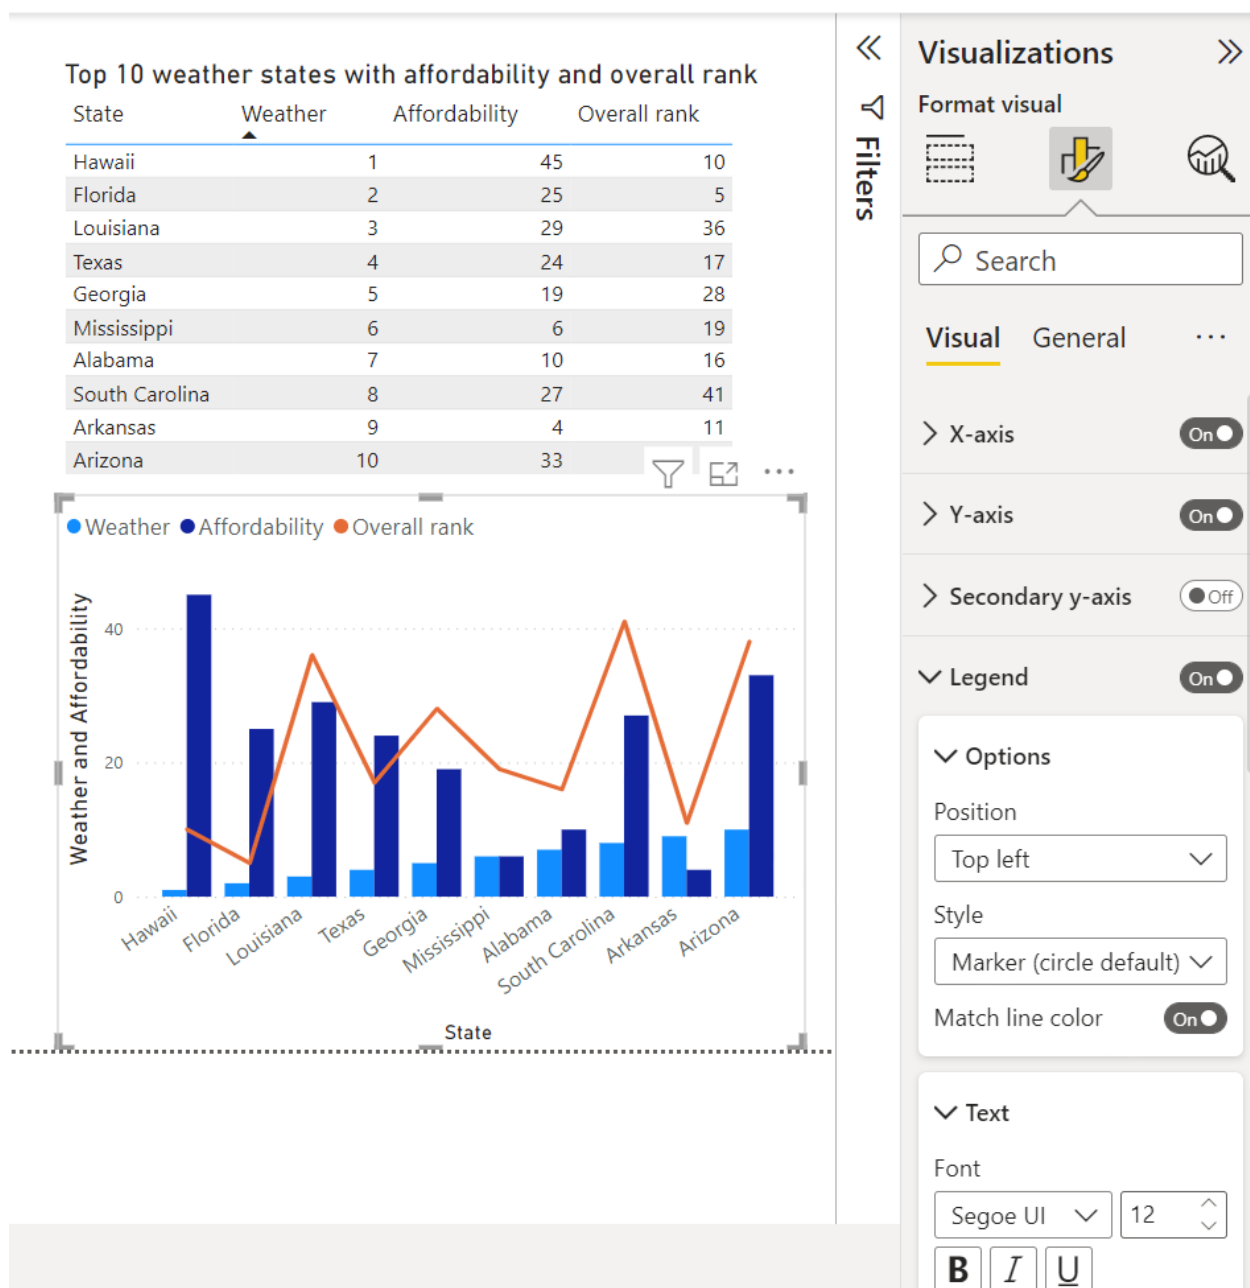 Top 10 weather states with affordability and overall rank
State Weather Affordability Overall rank
Hawaii 1 45 10
Florida 2 25 5
Louisiana 3 29 36
Texas 4 24 17
Georgia 5 19 28
Mississippi 6 6 19
Alabama 7 10 16
South Carolina 8 27 41
Arkansas 9 4 11
Arizona 10 33
Weather Affordability Overall rank
Weather and Affordability
40
20
0
Hawaii Florida Louisiana Texas Georgia Mississippi Alabama South Carolina Arkansas Arizona
State
Filters
Visualizations
Format visual
Search
Visual General
X-axis On
Y-axis On
Secondary y-axis Off
Legend On
Options
Position
Top left
Style
Marker (circle default)
Match line color On
Text
Font
Segoe UI 12
B I U